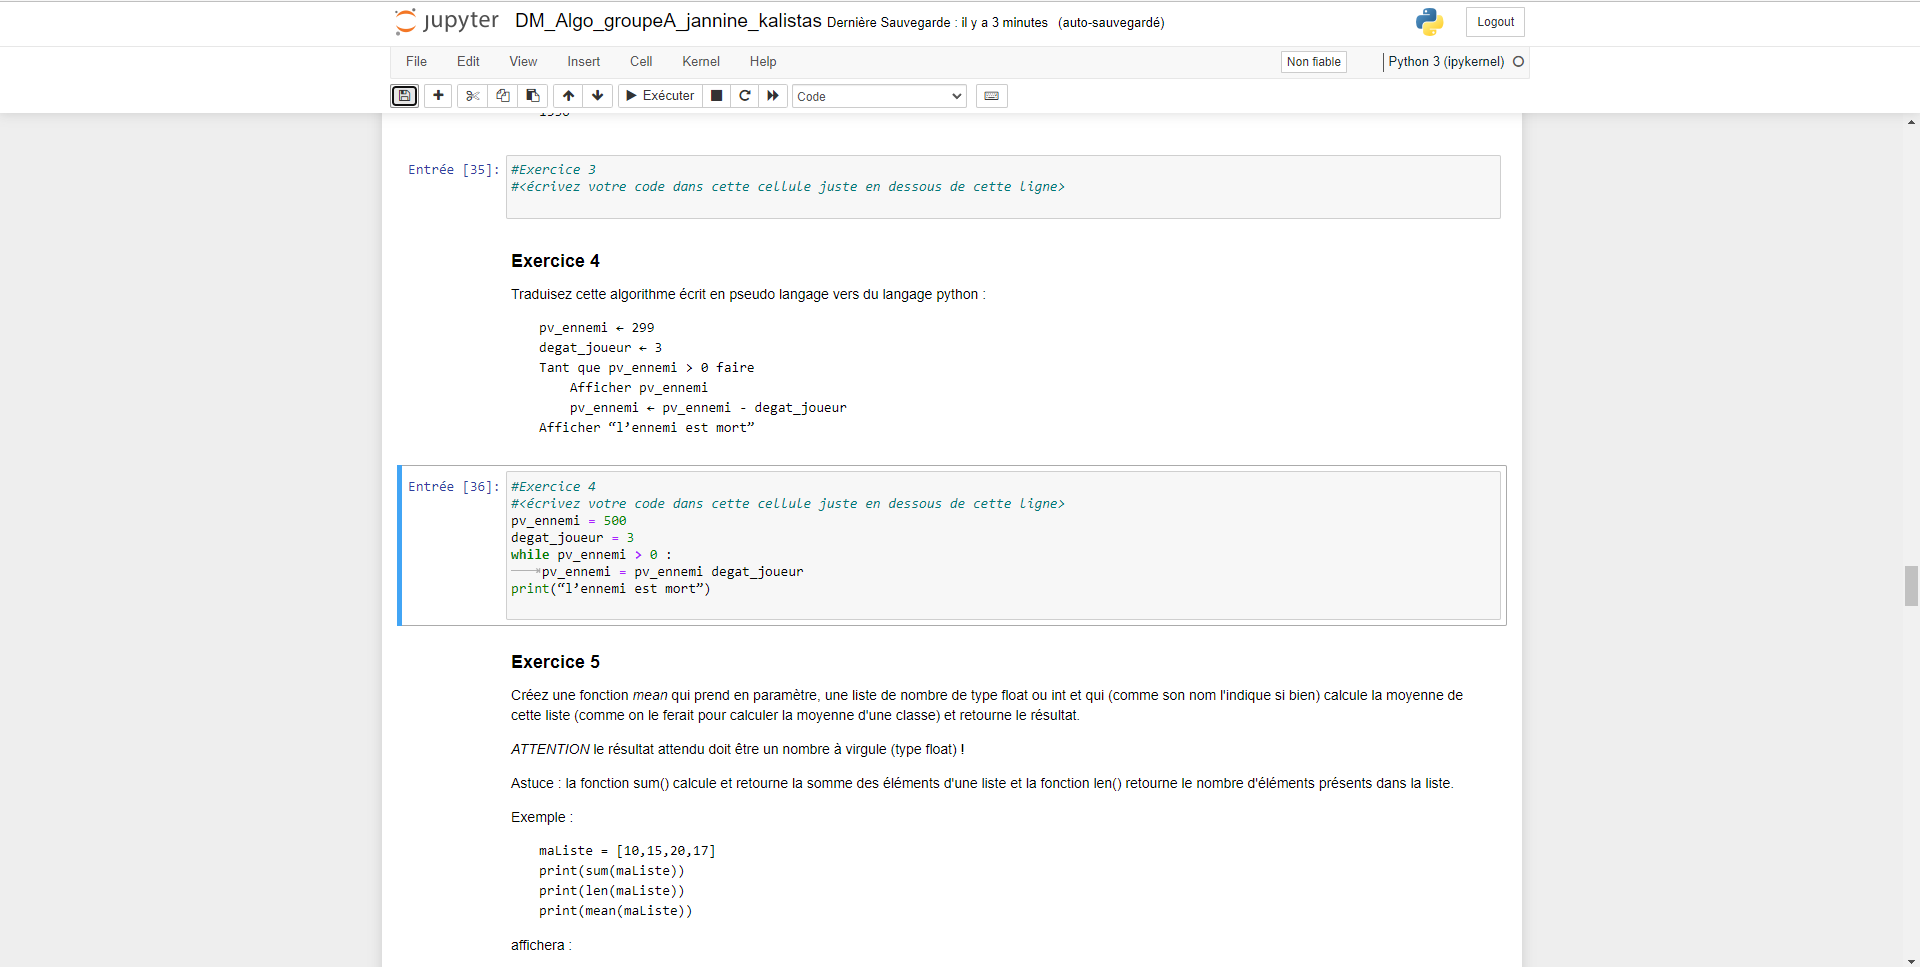 jupyter DM_Algo_groupeA_jannine_kalistas Dernière Sauvegarde : il y a 3 minutes (auto-sauvegardé) Logout
File Edit View Insert Cell Kernel Help Non fiable Python 3 (ipykernel)
Exécuter Code
Entrée [35]: #Exercice 3
#<écrivez votre code dans cette cellule juste en dessous de cette ligne>
Exercice 4
Traduisez cette algorithme écrit en pseudo langage vers du langage python :
pv_ennemi ← 299
degat_joueur ← 3
Tant que pv_ennemi > 0 faire
Afficher pv_ennemi
pv_ennemi ← pv_ennemi - degat_joueur
Afficher “l’ennemi est mort”
Entrée [36]: #Exercice 4
#<écrivez votre code dans cette cellule juste en dessous de cette ligne>
pv_ennemi = 500
degat_joueur = 3
while pv_ennemi > 0 :
pv_ennemi = pv_ennemi degat_joueur
print(“l’ennemi est mort”)
Exercice 5
Créez une fonction mean qui prend en paramètre, une liste de nombre de type float ou int et qui (comme son nom l'indique si bien) calcule la moyenne de
cette liste (comme on le ferait pour calculer la moyenne d'une classe) et retourne le résultat.
ATTENTION le résultat attendu doit être un nombre à virgule (type float) !
Astuce : la fonction sum() calcule et retourne la somme des éléments d'une liste et la fonction len() retourne le nombre d'éléments présents dans la liste.
Exemple :
maListe = [10,15,20,17]
print(sum(maListe))
print(len(maListe))
print(mean(maListe))
affichera :